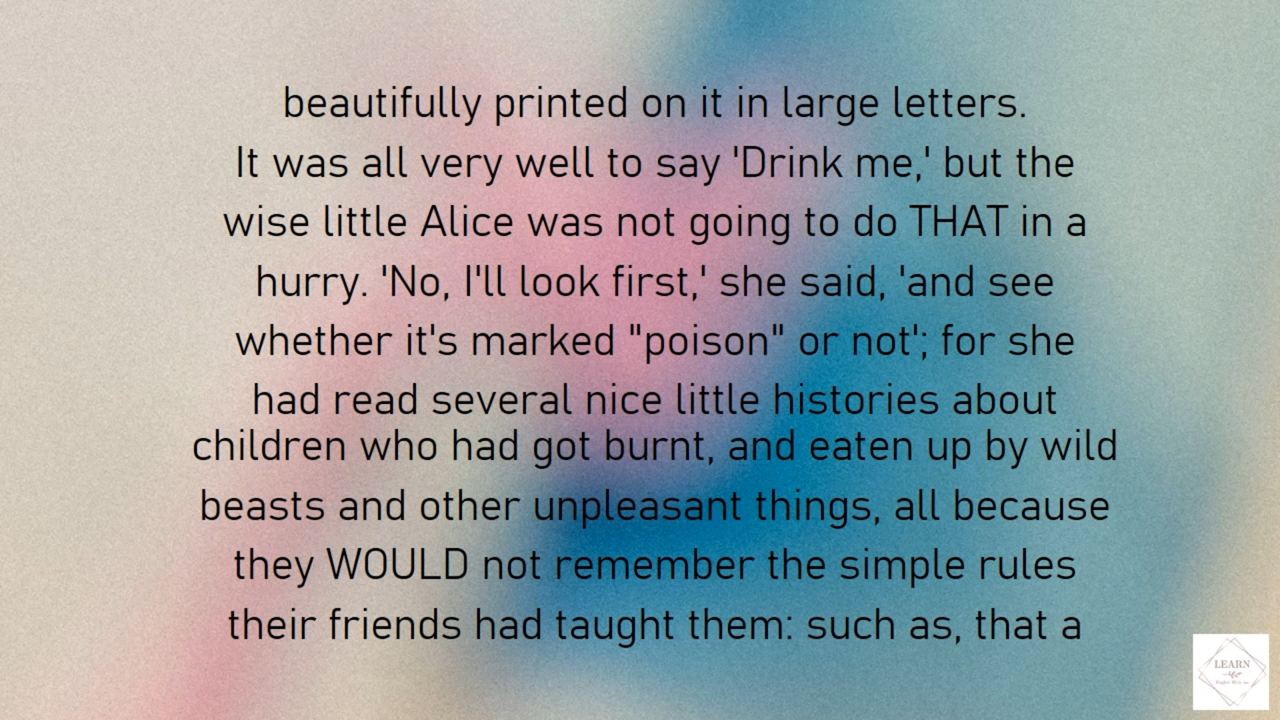 beautifully printed on it in large letters.
It was all very well to say 'Drink me,' but the
wise little Alice was not going to do THAT in a
hurry. 'No, I'll look first,' she said, 'and see
whether it's marked "poison" or not'; for she
had read several nice little histories about
children who had got burnt, and eaten up by wild
beasts and other unpleasant things, all because
they WOULD not remember the simple rules
their friends had taught them: such as, that a
LEARN